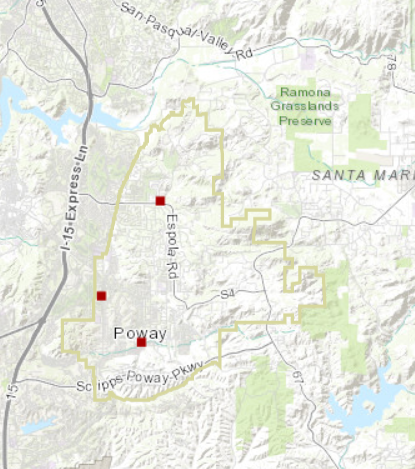 San-Pasqual-Valley-Rd
78
Ramona
Grasslands
Preserve
SANTA MARI
I-15-Express-Ln
Espola-Rd
S4
Poway
Scripps-Poway-Pkwy
67
15